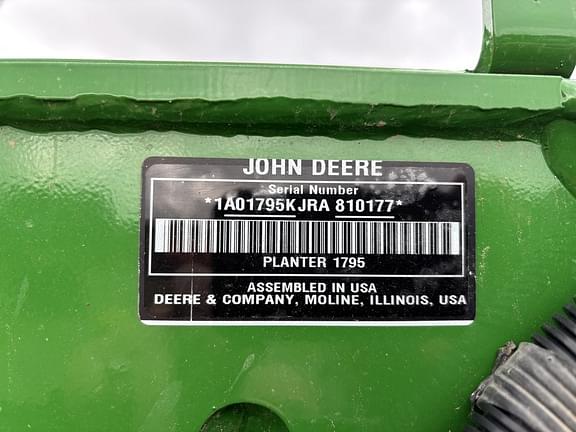 JOHN DEERE
Serial Number
*1A01795KJRA 810177*
PLANTER 1795
ASSEMBLED IN USA
DEERE & COMPANY, MOLINE, ILLINOIS, USA